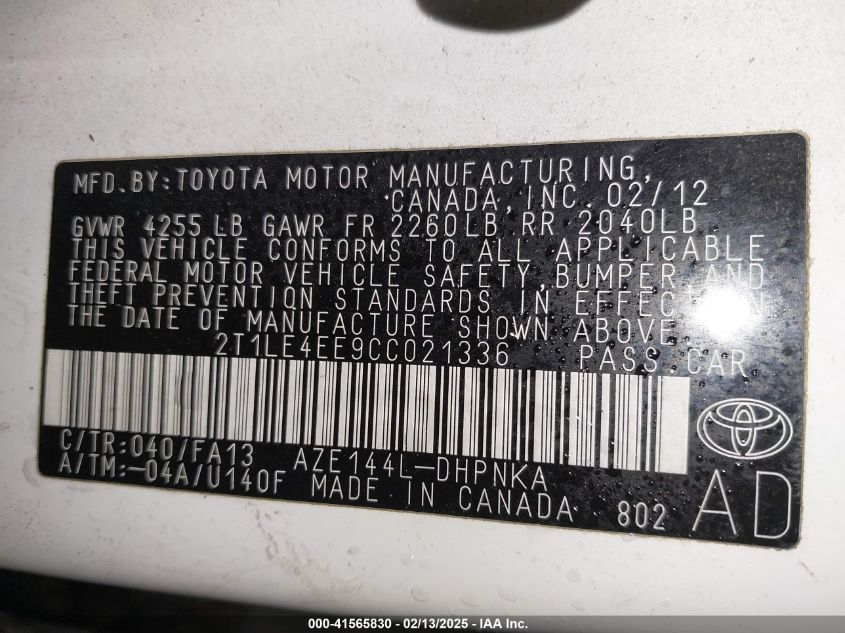 MFD.BY:TOYOTA MOTOR MANUFACTURING,
CANADA, INC. 02/12
GVWR 4255 LB GAWR FR 2260LB RR 2040LB
THIS VEHICLE CONFORMS TO ALL APPLICABLE
FEDERAL MOTOR VEHICLE SAFETY, BUMPER, AND
THEFT PREVENTION STANDARDS IN EFFECT ON
THE DATE OF MANUFACTURE SHOWN ABOVE.
2T1LE4EE9CC021336 PASS.CAR
C/TR:040/FA13 AZE144L-DHPNKA
A/TM:-04A/U140F MADE IN CANADA 802
AD
000-41565830 - 02/13/2025 - IAA Inc.